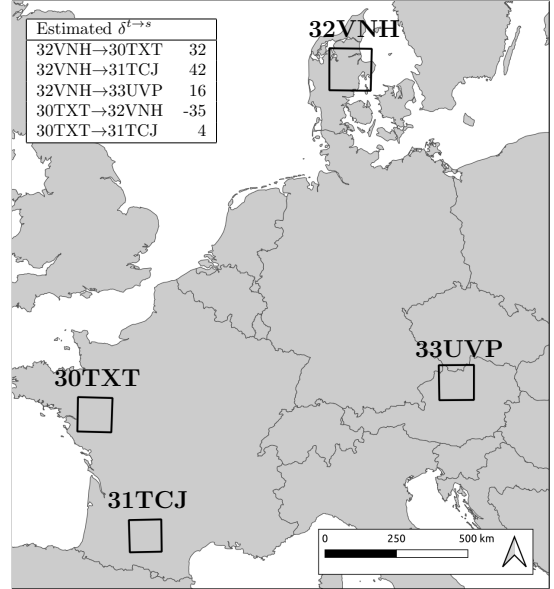 32VNH
Estimated δ^{t→s}
32VNH→30TXT 32
32VNH→31TCJ 42
32VNH→33UVP 16
30TXT→32VNH -35
30TXT→31TCJ 4
33UVP
30TXT
31TCJ
0 250 500 km